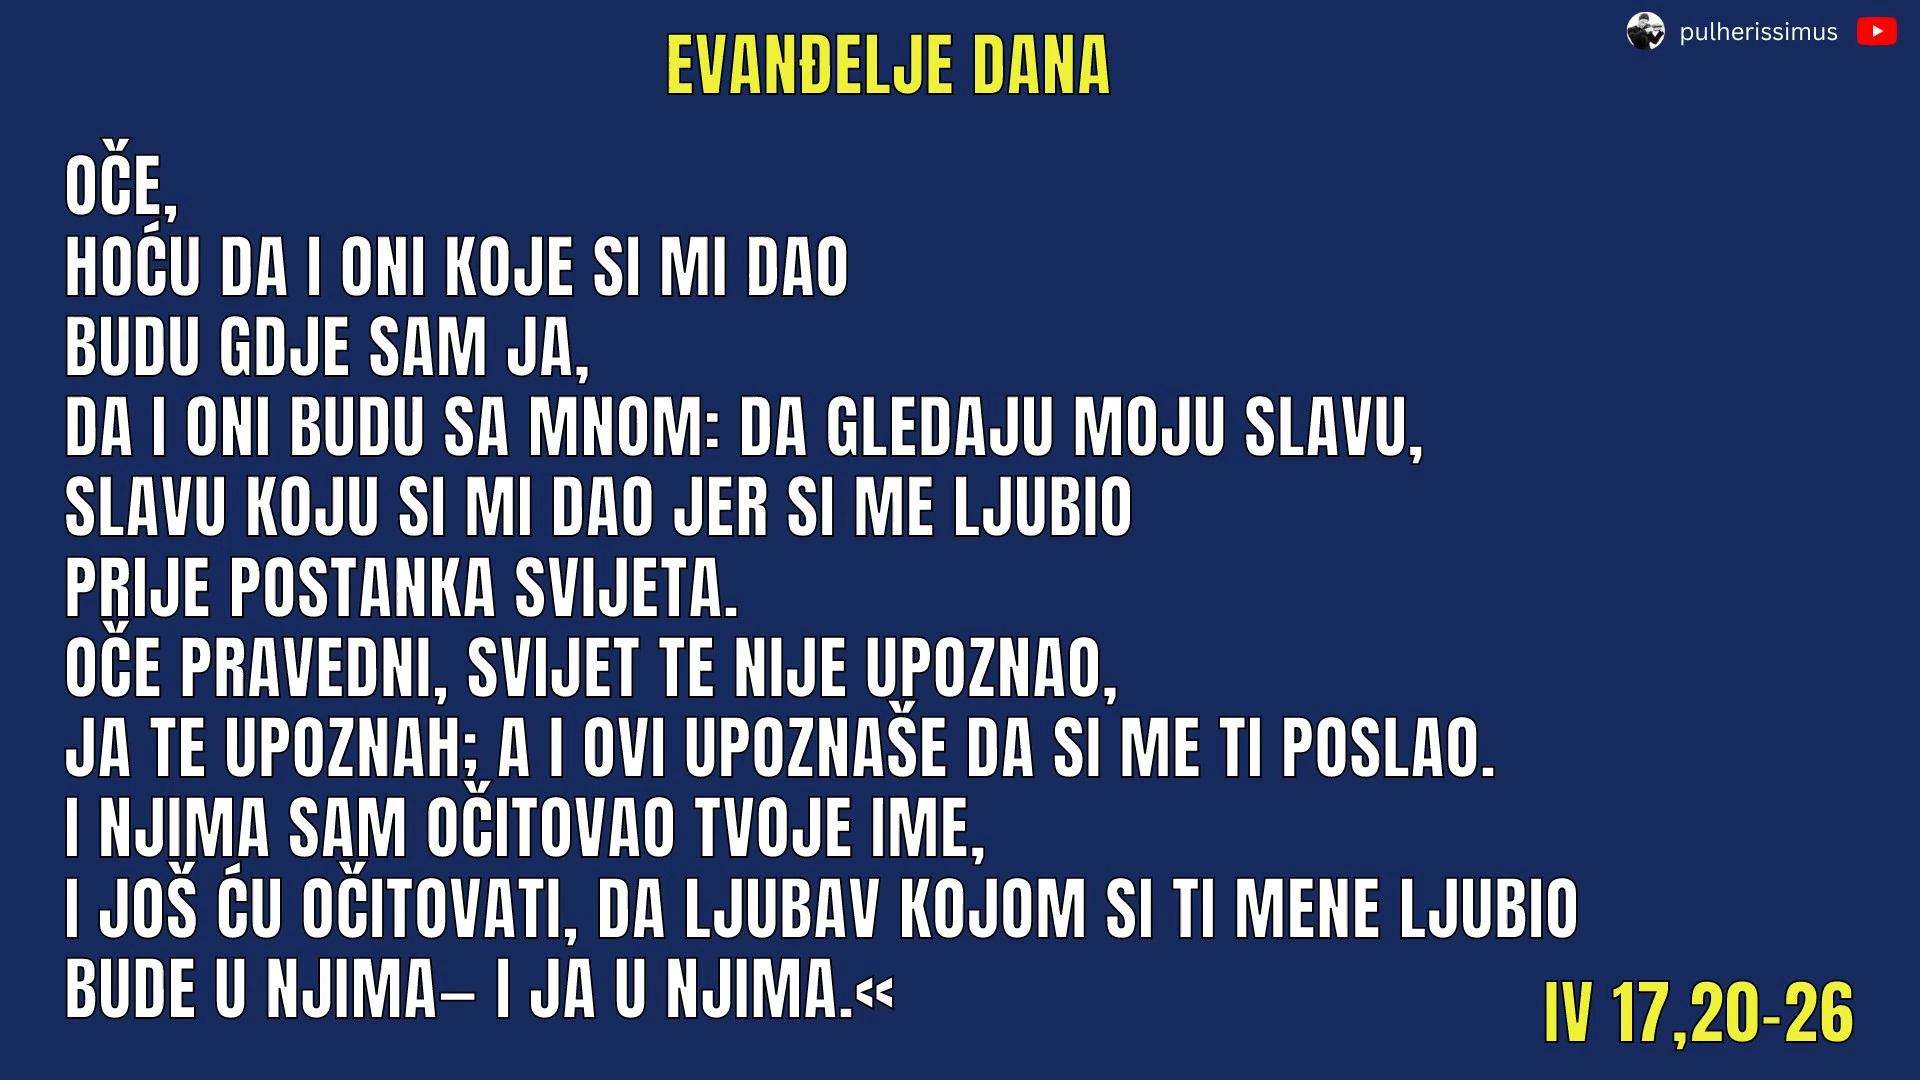 EVANĐELJE DANA
pulherissimus
OČE,
HOĆU DA I ONI KOJE SI MI DAO
BUDU GDJE SAM JA,
DA I ONI BUDU SA MNOM: DA GLEDAJU MOJU SLAVU,
SLAVU KOJU SI MI DAO JER SI ME LJUBIO
PRIJE POSTANKA SVIJETA.
OČE PRAVEDNI, SVIJET TE NIJE UPOZNAO,
JA TE UPOZNAH; A I OVI UPOZNAŠE DA SI ME TI POSLAO.
I NJIMA SAM OČITOVAO TVOJE IME,
I JOŠ ĆU OČITOVATI, DA LJUBAV KOJOM SI TI MENE LJUBIO
BUDE U NJIMA– I JA U NJIMA.«
IV 17,20-26